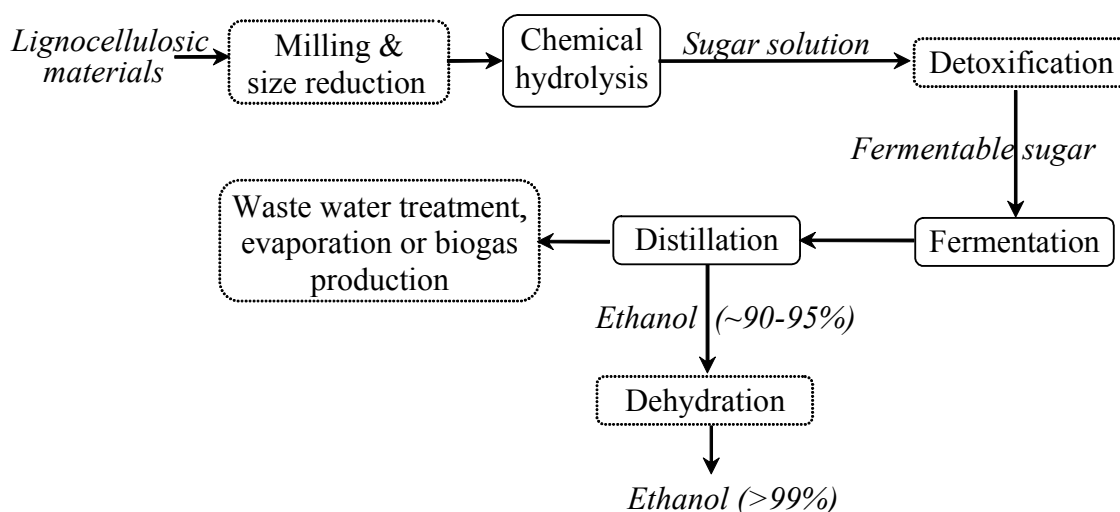 Lignocellulosic
materials
Milling &
size reduction
Chemical
hydrolysis
Sugar solution
Detoxification
Fermentable sugar
Fermentation
Distillation
Waste water treatment,
evaporation or biogas
production
Ethanol (~90-95%)
Dehydration
Ethanol (>99%)